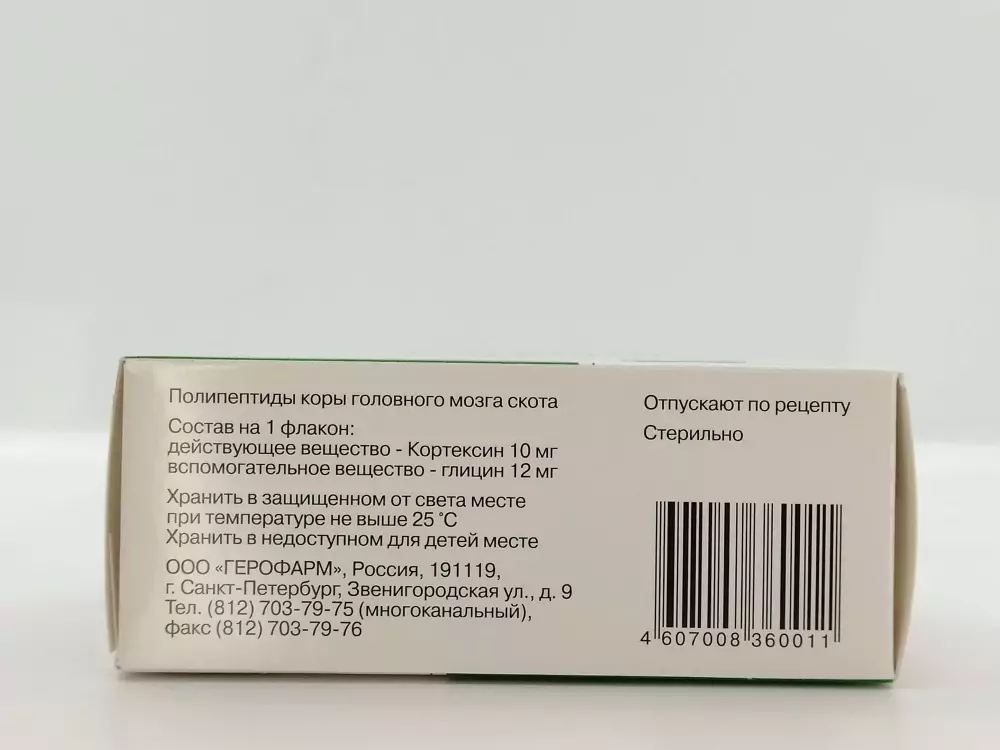 Полипептиды коры головного мозга скота
Состав на 1 флакон:
действующее вещество - Кортексин 10 мг
вспомогательное вещество - глицин 12 мг
Хранить в защищенном от света месте
при температуре не выше 25 °С
Хранить в недоступном для детей месте
ООО «ГЕРОФАРМ», Россия, 191119,
г. Санкт-Петербург, Звенигородская ул., д. 9
Тел. (812) 703-79-75 (многоканальный),
факс (812) 703-79-76
Отпускают по рецепту
Стерильно
4 607008 360011